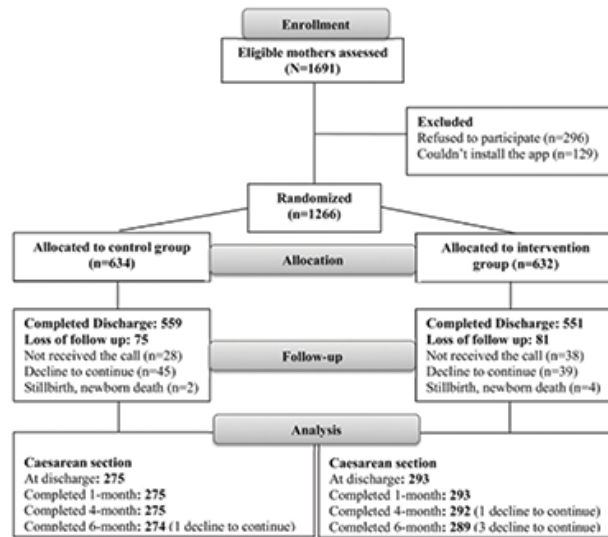 Enrollment
Eligible mothers assessed
(N=1691)
Excluded
Refused to participate (n=296)
Couldn't install the app (n=129)
Randomized
(n=1266)
Allocated to control group
(n=634)
Allocation
Allocated to intervention
group (n=632)
Completed Discharge: 559
Loss of follow up: 75
Not received the call (n=28)
Decline to continue (n=45)
Stillbirth, newborn death (n=2)
Follow-up
Completed Discharge: 551
Loss of follow up: 81
Not received the call (n=38)
Decline to continue (n=39)
Stillbirth, newborn death (n=4)
Analysis
Caesarean section
At discharge: 275
Completed 1-month: 275
Completed 4-month: 275
Completed 6-month: 274 (1 decline to continue)
Caesarean section
At discharge: 293
Completed 1-month: 293
Completed 4-month: 292 (1 decline to continue)
Completed 6-month: 289 (3 decline to continue)